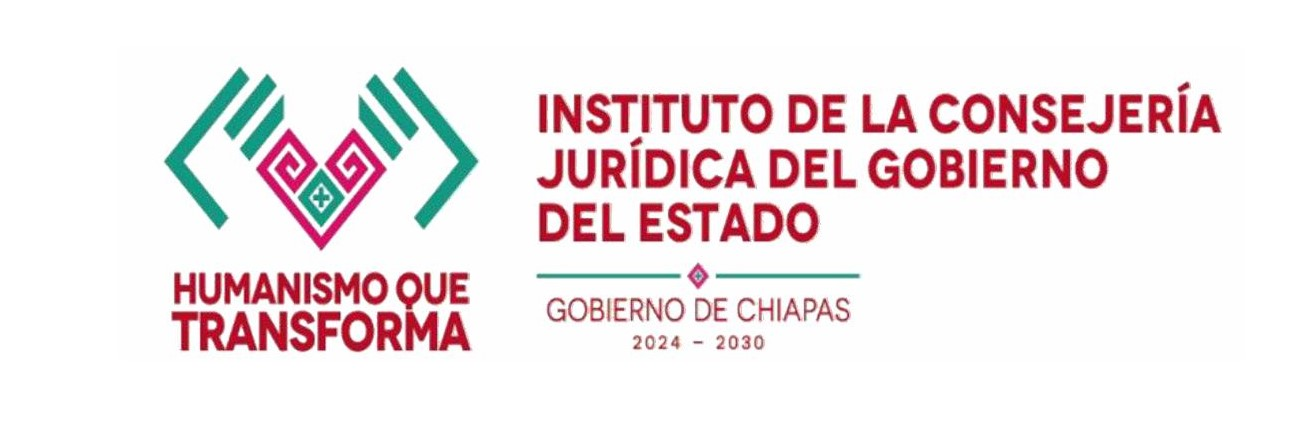 HUMANISMO QUE
TRANSFORMA
INSTITUTO DE LA CONSEJERÍA
JURÍDICA DEL GOBIERNO
DEL ESTADO
GOBIERNO DE CHIAPAS
2024 – 2030